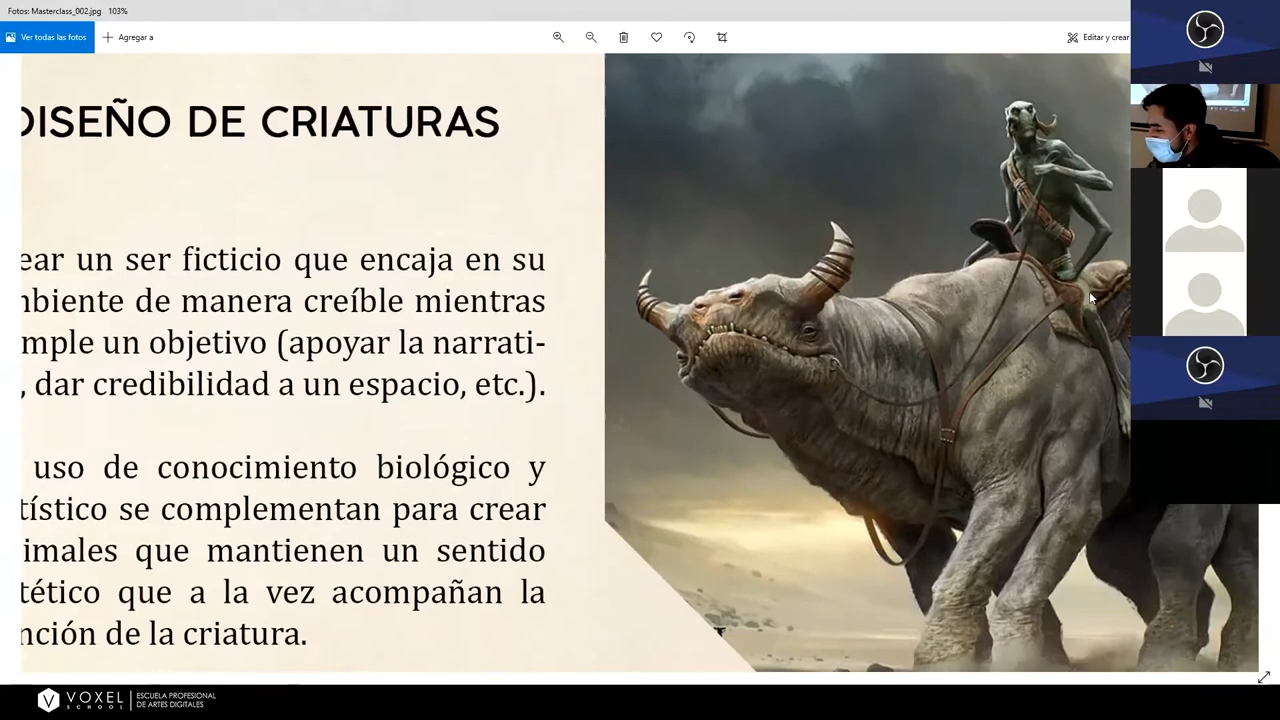 Fotos: Masterclass_002.jpg 103%
Ver todas las fotos
Agregar a
Editar y crear
DISEÑO DE CRIATURAS
ear un ser ficticio que encaja en su
mbiente de manera creíble mientras
mple un objetivo (apoyar la narrati-
, dar credibilidad a un espacio, etc.).
uso de conocimiento biológico y
tístico se complementan para crear
imales que mantienen un sentido
tético que a la vez acompañan la
nción de la criatura.
VOXEL
SCHOOL
ESCUELA PROFESIONAL
DE ARTES DIGITALES